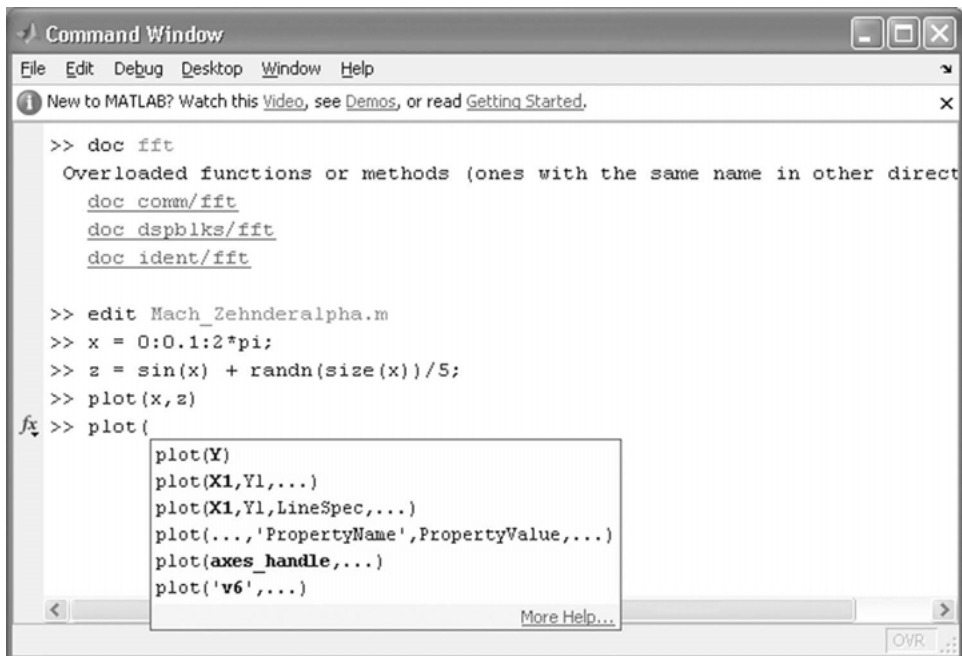 Command Window
File Edit Debug Desktop Window Help
New to MATLAB? Watch this Video, see Demos, or read Getting Started.
>> doc fft
Overloaded functions or methods (ones with the same name in other direct
doc comm/fft
doc dspblks/fft
doc ident/fft
>> edit Mach_Zehnderalpha.m
>> x = 0:0.1:2*pi;
>> z = sin(x) + randn(size(x))/5;
>> plot(x,z)
fx >> plot(
plot(Y)
plot(X1,Y1,...)
plot(X1,Y1,LineSpec,...)
plot(...,'PropertyName',PropertyValue,...)
plot(axes_handle,...)
plot('v6',...)
More Help...
OVR